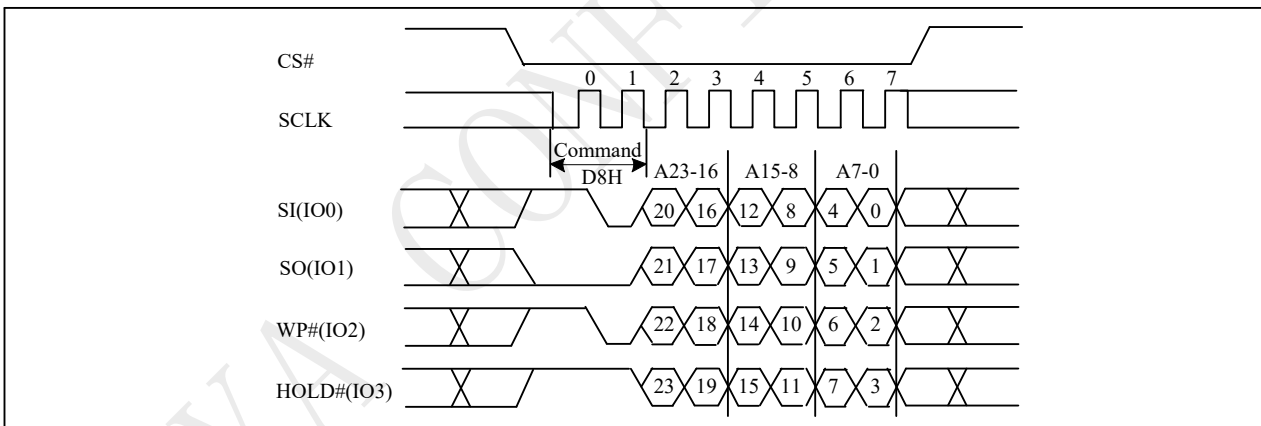 CS#
0 1 2 3 4 5 6 7
SCLK
Command
D8H
A23-16 A15-8 A7-0
SI(IO0) 20 16 12 8 4 0
SO(IO1) 21 17 13 9 5 1
WP#(IO2) 22 18 14 10 6 2
HOLD#(IO3) 23 19 15 11 7 3